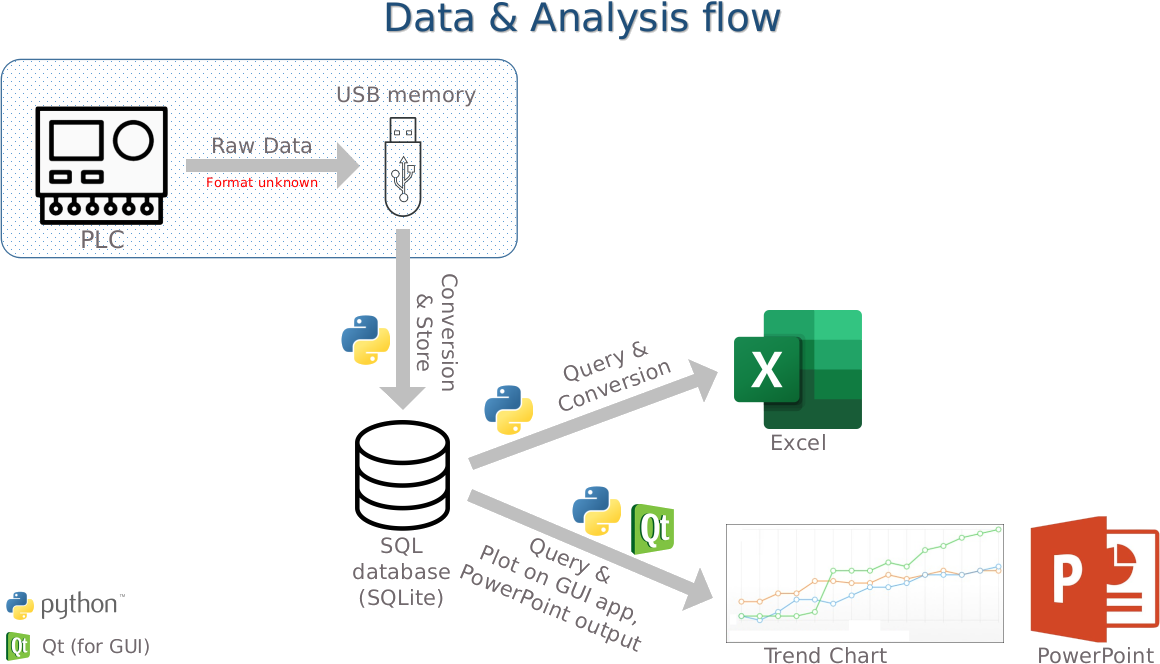 Data & Analysis flow
USB memory
Raw Data
Format unknown
PLC
Conversion
& Store
Query &
Conversion
X
Excel
Qt
Query &
Plot on GUI app,
PowerPoint output
SQL
database
(SQLite)
P
Trend Chart
PowerPoint
python™
Qt
Qt (for GUI)